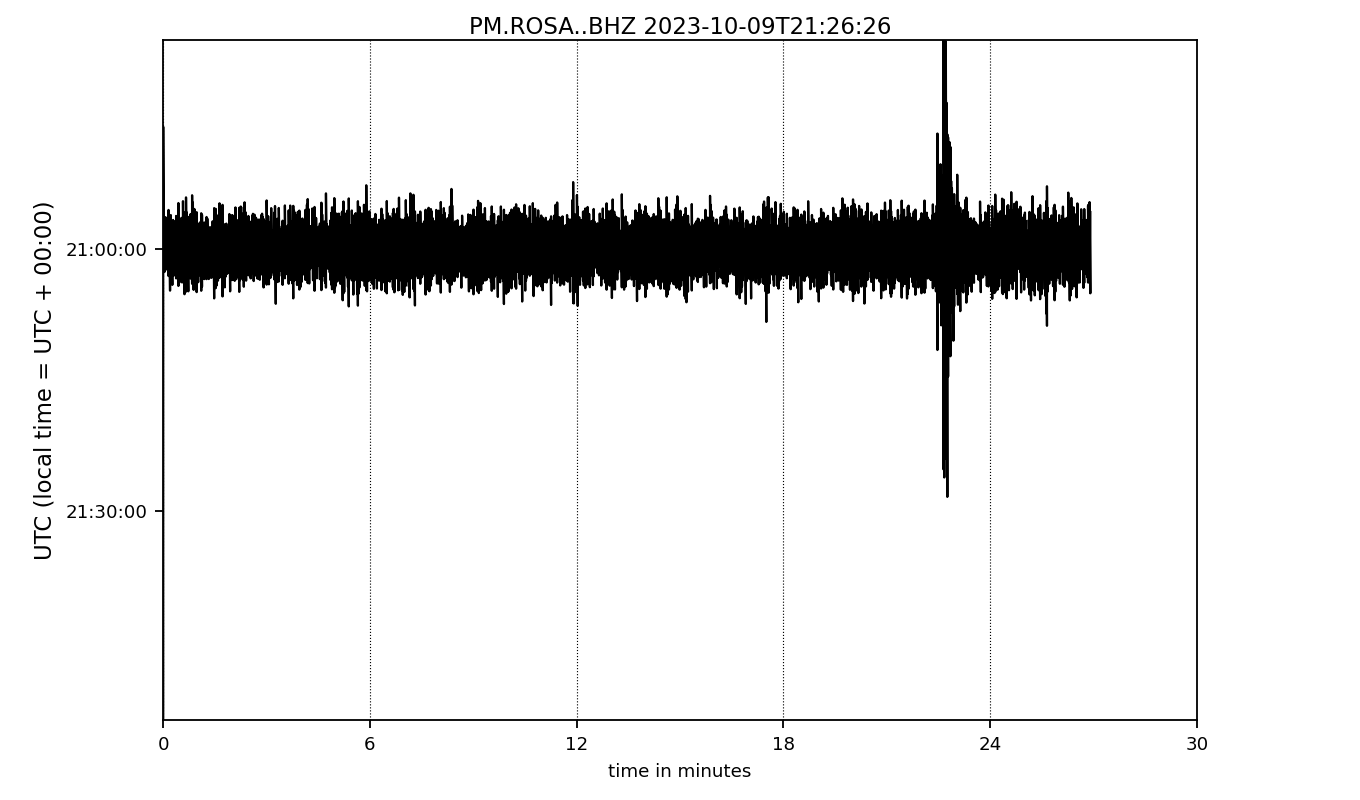 PM.ROSA..BHZ 2023-10-09T21:26:26
UTC (local time = UTC + 00:00)
21:00:00
21:30:00
0 6 12 18 24 30
time in minutes